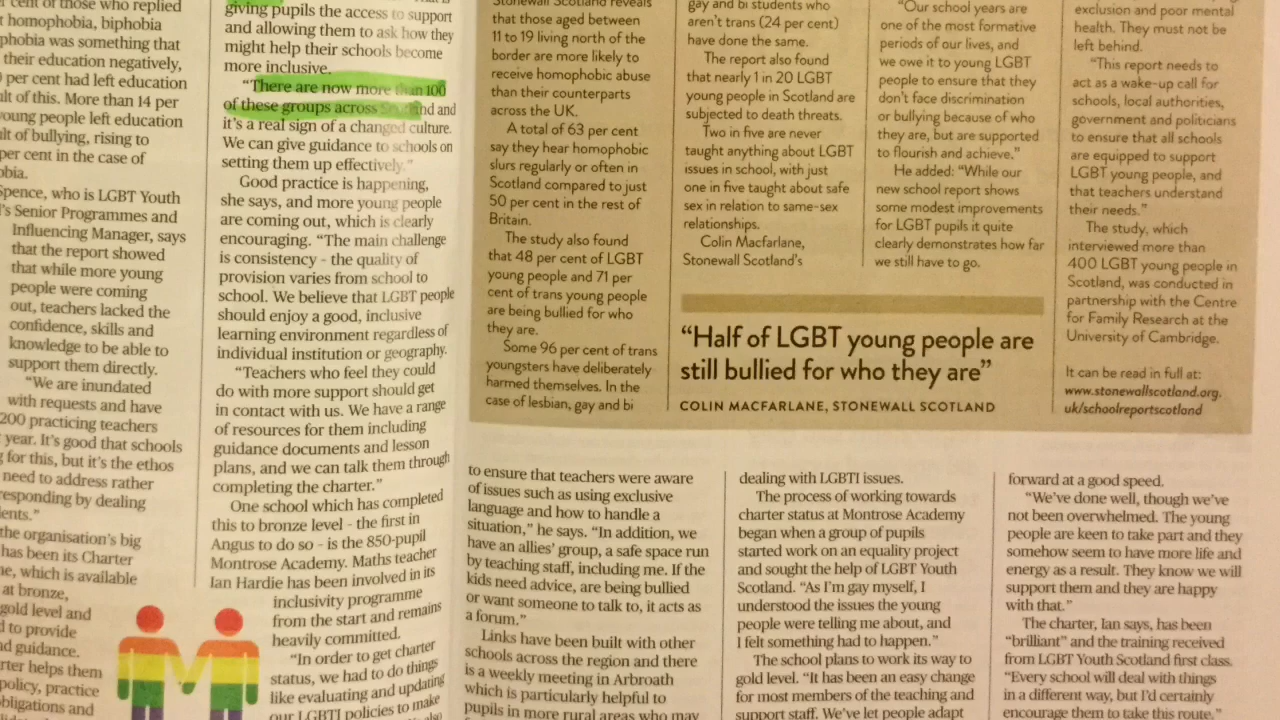 cent of those who replied
t homophobia, biphobia
phobia was something that
their education negatively,
per cent had left education
ult of this. More than 14 per
young people left education
ult of bullying, rising to
per cent in the case of
obia.
Spence, who is LGBT Youth
l's Senior Programmes and
Influencing Manager, says
that the report showed
that while more young
people were coming
out, teachers lacked the
confidence, skills and
knowledge to be able to
support them directly.
"We are inundated
with requests and have
200 practicing teachers
year. It's good that schools
g for this, but it's the ethos
need to address rather
responding by dealing
ents."
the organisation's big
has been its Charter
ne, which is available
at bronze,
gold level and
d to provide
nd guidance.
rter helps them
policy, practice
obligations and
giving pupils the access to support
and allowing them to ask how they
might help their schools become
more inclusive.
"There are now more than 100
of these groups across Scotland and
it's a real sign of a changed culture.
We can give guidance to schools on
setting them up effectively."
Good practice is happening,
she says, and more young people
are coming out, which is clearly
encouraging. "The main challenge
is consistency - the quality of
provision varies from school to
school. We believe that LGBT people
should enjoy a good, inclusive
learning environment regardless of
individual institution or geography.
"Teachers who feel they could
do with more support should get
in contact with us. We have a range
of resources for them including
guidance documents and lesson
plans, and we can talk them through
completing the charter."
One school which has completed
this to bronze level - the first in
Angus to do so - is the 850-pupil
Montrose Academy. Maths teacher
Ian Hardie has been involved in its
inclusivity programme
from the start and remains
heavily committed.
"In order to get charter
status, we had to do things
like evaluating and updating
our LGBTI policies to make
Stonewall Scotland reveals
that those aged between
11 to 19 living north of the
border are more likely to
receive homophobic abuse
than their counterparts
across the UK.
A total of 63 per cent
say they hear homophobic
slurs regularly or often in
Scotland compared to just
50 per cent in the rest of
Britain.
The study also found
that 48 per cent of LGBT
young people and 71 per
cent of trans young people
are being bullied for who
they are.
Some 96 per cent of trans
youngsters have deliberately
harmed themselves. In the
case of lesbian, gay and bi
gay and bi students who
aren't trans (24 per cent)
have done the same.
The report also found
that nearly 1 in 20 LGBT
young people in Scotland are
subjected to death threats.
Two in five are never
taught anything about LGBT
issues in school, with just
one in five taught about safe
sex in relation to same-sex
relationships.
Colin Macfarlane,
Stonewall Scotland's
"Our school years are
one of the most formative
periods of our lives, and
we owe it to young LGBT
people to ensure that they
don't face discrimination
or bullying because of who
they are, but are supported
to flourish and achieve."
He added: "While our
new school report shows
some modest improvements
for LGBT pupils it quite
clearly demonstrates how far
we still have to go.
exclusion and poor mental
health. They must not be
left behind.
"This report needs to
act as a wake-up call for
schools, local authorities,
government and politicians
to ensure that all schools
are equipped to support
LGBT young people, and
that teachers understand
their needs."
The study, which
interviewed more than
400 LGBT young people in
Scotland, was conducted in
partnership with the Centre
for Family Research at the
University of Cambridge.
It can be read in full at:
www.stonewallscotland.org.
uk/schoolreportscotland
"Half of LGBT young people are
still bullied for who they are"
COLIN MACFARLANE, STONEWALL SCOTLAND
to ensure that teachers were aware
of issues such as using exclusive
language and how to handle a
situation," he says. "In addition, we
have an allies' group, a safe space run
by teaching staff, including me. If the
kids need advice, are being bullied
or want someone to talk to, it acts as
a forum."
Links have been built with other
schools across the region and there
is a weekly meeting in Arbroath
which is particularly helpful to
pupils in more rural areas who may
dealing with LGBTI issues.
The process of working towards
charter status at Montrose Academy
began when a group of pupils
started work on an equality project
and sought the help of LGBT Youth
Scotland. "As I'm gay myself, I
understood the issues the young
people were telling me about, and
I felt something had to happen."
The school plans to work its way to
gold level. "It has been an easy change
for most members of the teaching and
support staff. We've let people adapt
forward at a good speed.
"We've done well, though we've
not been overwhelmed. The young
people are keen to take part and they
somehow seem to have more life and
energy as a result. They know we will
support them and they are happy
with that."
The charter, Ian says, has been
"brilliant" and the training received
from LGBT Youth Scotland first class.
"Every school will deal with things
in a different way, but I'd certainly
encourage them to take this route."